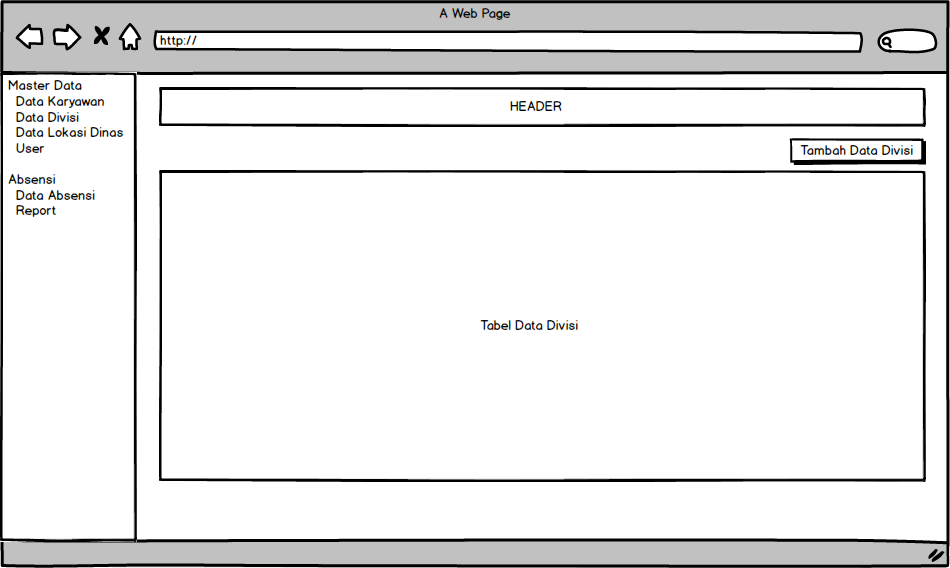 A Web Page
http://
Master Data
Data Karyawan
Data Divisi
Data Lokasi Dinas
User
Absensi
Data Absensi
Report
HEADER
Tambah Data Divisi
Tabel Data Divisi